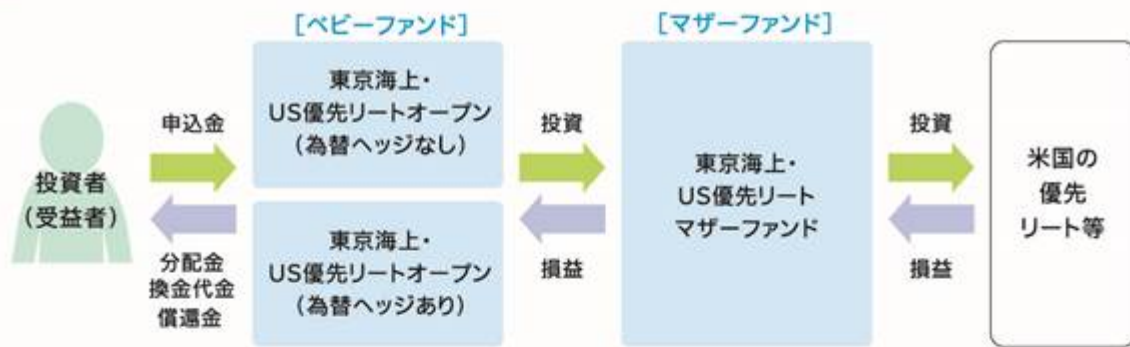 ［ベビーファンド］
［マザーファンド］
投資者
（受益者）
申込金
分配金
換金代金
償還金
東京海上・
US優先リートオープン
（為替ヘッジなし）
東京海上・
US優先リートオープン
（為替ヘッジあり）
投資
損益
東京海上・
US優先リート
マザーファンド
投資
損益
米国の
優先
リート等